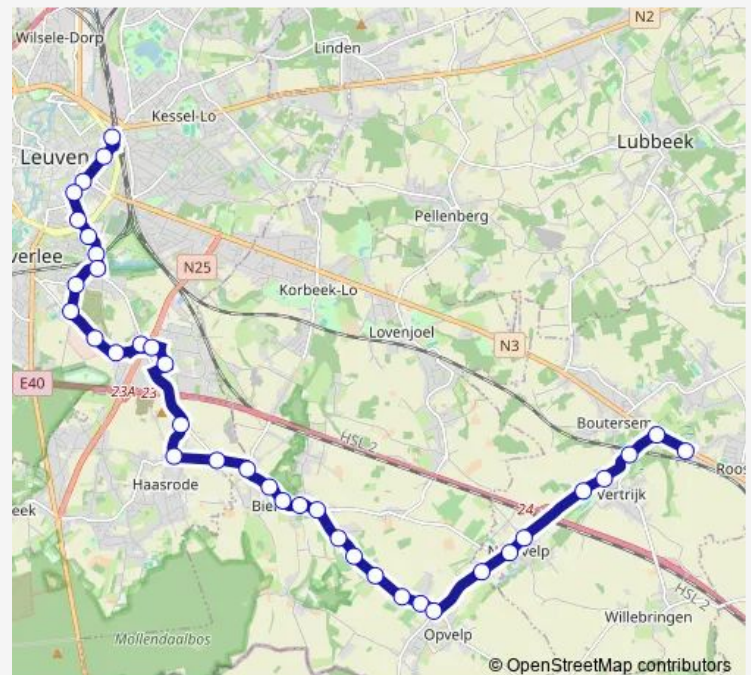 N2
Wilsele-Dorp
Linden
Kessel-Lo
Leuven
Lubbeek
Pellenberg
verlee
N25
Korbeek-Lo
Lovenjoel
N3
E40
23A
23
HSL 2
Boutersem
Roos
Haasrode
eek
Bier
24
Vertrijk
velp
HSL 2
Willebringen
Mollendaalbos
Opvelp
© OpenStreetMap contributors